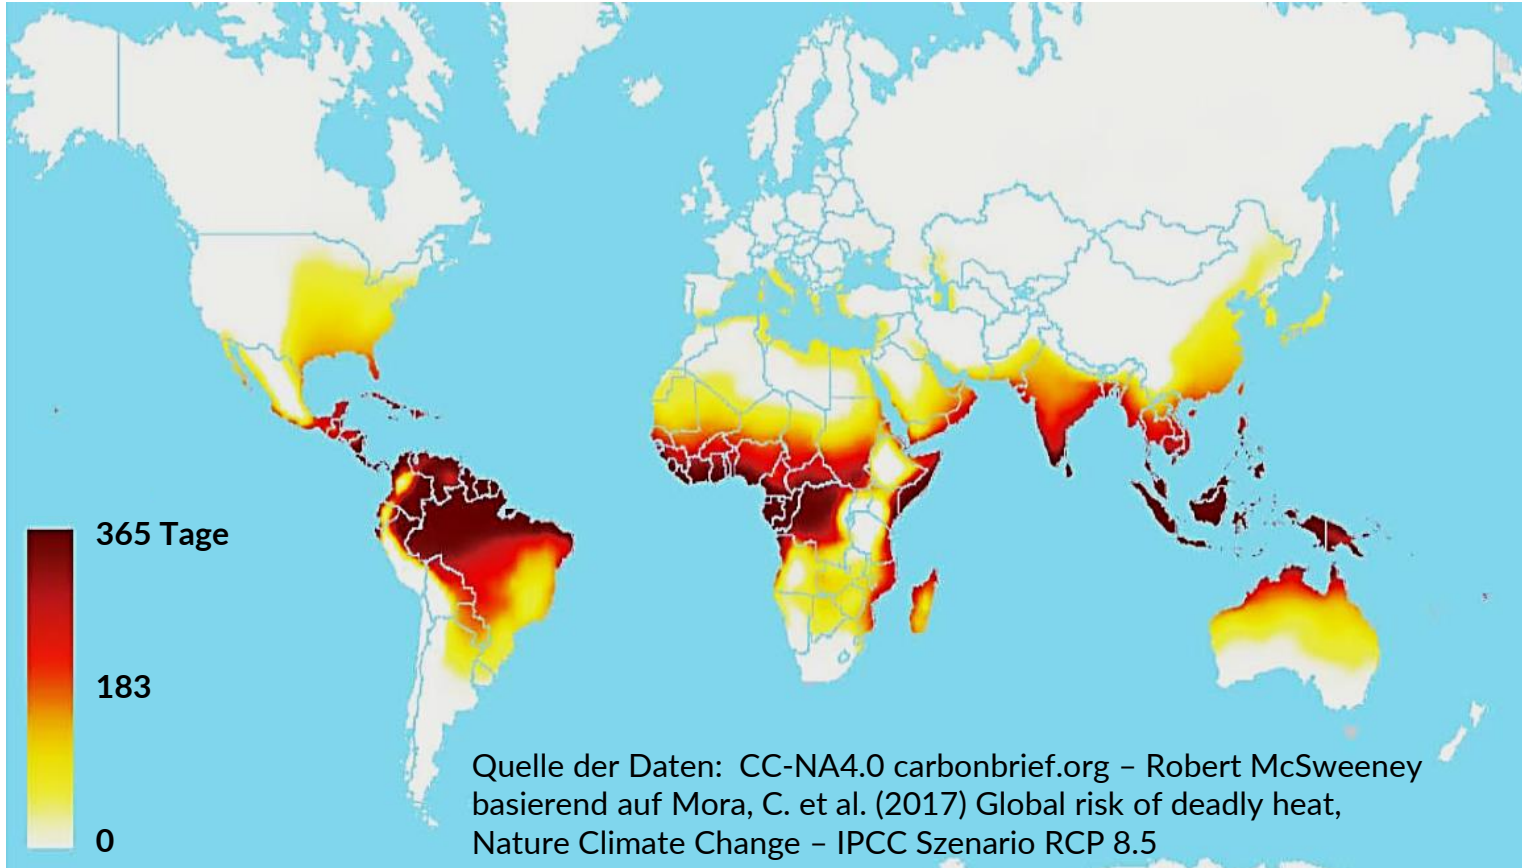 365 Tage
183
0
Quelle der Daten: CC-NA4.0 carbonbrief.org – Robert McSweeney
basierend auf Mora, C. et al. (2017) Global risk of deadly heat,
Nature Climate Change – IPCC Szenario RCP 8.5